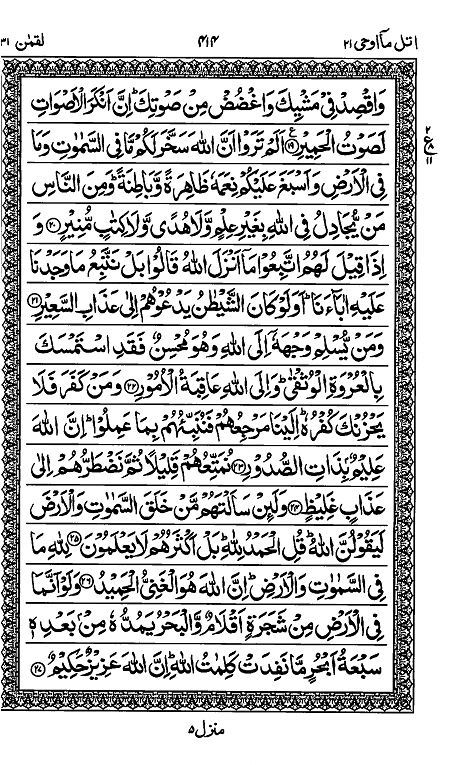 اتل مآ اوحی ۲۱ ۴۱۴ لقمٰن ۳۱
وَاقْصِدْ فِیْ مَشْیِكَ وَاغْضُضْ مِنْ صَوْتِكَ ؕ اِنَّ اَنْكَرَ الْاَصْوَاتِ
لَصَوْتُ الْحَمِیْرِ ﴿۱۹﴾ ع اَلَمْ تَرَوْا اَنَّ اللّٰهَ سَخَّرَ لَكُمْ مَّا فِی السَّمٰوٰتِ وَمَا
۲ ع ۸ ۱۱
فِی الْاَرْضِ وَاَسْبَغَ عَلَیْكُمْ نِعَمَهٗ ظَاهِرَةً وَّبَاطِنَةً ؕ وَمِنَ النَّاسِ
مَنْ یُّجَادِلُ فِی اللّٰهِ بِغَیْرِ عِلْمٍ وَّلَا هُدًی وَّلَا كِتٰبٍ مُّنِیْرٍ ﴿۲۰﴾ وَ
اِذَا قِیْلَ لَهُمُ اتَّبِعُوْا مَاۤ اَنْزَلَ اللّٰهُ قَالُوْا بَلْ نَتَّبِعُ مَا وَجَدْنَا
عَلَیْهِ اٰبَآءَنَا ؕ اَوَلَوْ كَانَ الشَّیْطٰنُ یَدْعُوْهُمْ اِلٰی عَذَابِ السَّعِیْرِ ﴿۲۱﴾
وَمَنْ یُّسْلِمْ وَجْهَهٗۤ اِلَی اللّٰهِ وَهُوَ مُحْسِنٌ فَقَدِ اسْتَمْسَكَ
بِالْعُرْوَةِ الْوُثْقٰی ؕ وَاِلَی اللّٰهِ عَاقِبَةُ الْاُمُوْرِ ﴿۲۲﴾ وَمَنْ كَفَرَ فَلَا
یَحْزُنْكَ كُفْرُهٗ ؕ اِلَیْنَا مَرْجِعُهُمْ فَنُنَبِّئُهُمْ بِمَا عَمِلُوْا ؕ اِنَّ اللّٰهَ
عَلِیْمٌۢ بِذَاتِ الصُّدُوْرِ ﴿۲۳﴾ نُمَتِّعُهُمْ قَلِیْلًا ثُمَّ نَضْطَرُّهُمْ اِلٰی
عَذَابٍ غَلِیْظٍ ﴿۲۴﴾ وَلَئِنْ سَاَلْتَهُمْ مَّنْ خَلَقَ السَّمٰوٰتِ وَالْاَرْضَ
لَیَقُوْلُنَّ اللّٰهُ ؕ قُلِ الْحَمْدُ لِلّٰهِ ؕ بَلْ اَكْثَرُهُمْ لَا یَعْلَمُوْنَ ﴿۲۵﴾ لِلّٰهِ مَا
فِی السَّمٰوٰتِ وَالْاَرْضِ ؕ اِنَّ اللّٰهَ هُوَ الْغَنِیُّ الْحَمِیْدُ ﴿۲۶﴾ وَلَوْ اَنَّمَا
فِی الْاَرْضِ مِنْ شَجَرَةٍ اَقْلَامٌ وَّالْبَحْرُ یَمُدُّهٗ مِنْۢ بَعْدِهٖ
سَبْعَةُ اَبْحُرٍ مَّا نَفِدَتْ كَلِمٰتُ اللّٰهِ ؕ اِنَّ اللّٰهَ عَزِیْزٌ حَكِیْمٌ ﴿۲۷﴾
منزل ۵